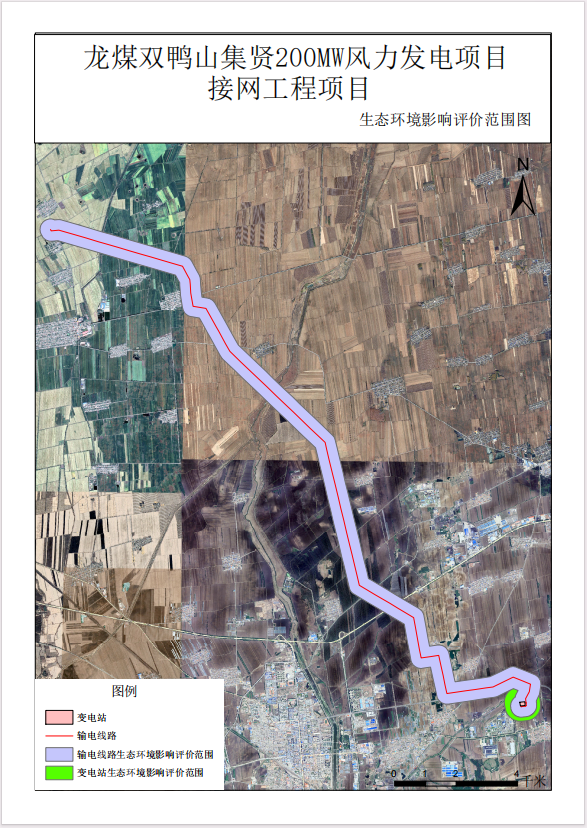 龙煤双鸭山集贤200MW风力发电项目
接网工程项目
生态环境影响评价范围图
N
图例
变电站
输电线路
输电线路生态环境影响评价范围
变电站生态环境影响评价范围
0 1 2 4
千米